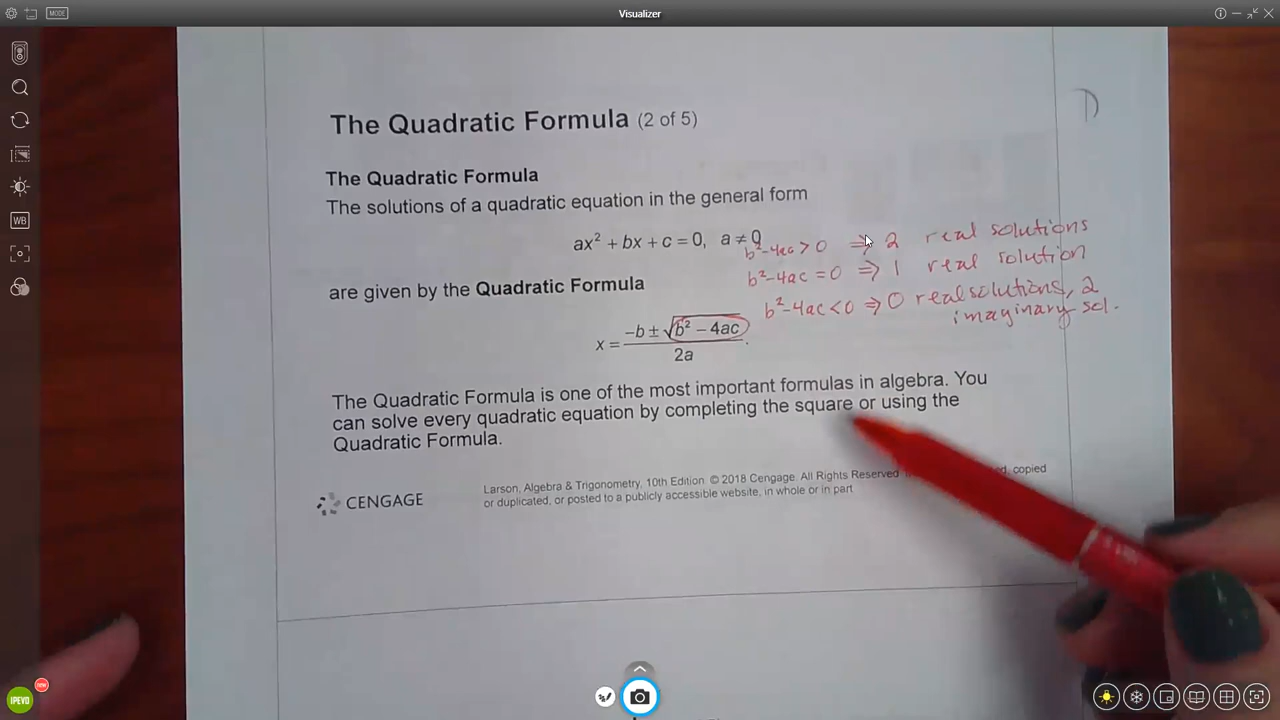 MODE
Visualizer
WB
The Quadratic Formula (2 of 5)
D
The Quadratic Formula
The solutions of a quadratic equation in the general form
ax² + bx + c = 0, a ≠ 0
b²-4ac > 0 ⇒ 2 real solutions
b²-4ac = 0 ⇒ 1 real solution
b²-4ac < 0 ⇒ 0 real solutions, 2
imaginary sol.
are given by the Quadratic Formula
x = (-b ± √(b² - 4ac)) / 2a.
The Quadratic Formula is one of the most important formulas in algebra. You
can solve every quadratic equation by completing the square or using the
Quadratic Formula.
CENGAGE
Larson, Algebra & Trigonometry, 10th Edition. © 2018 Cengage. All Rights Reserved copied
or duplicated, or posted to a publicly accessible website, in whole or in part
IPEVO
new